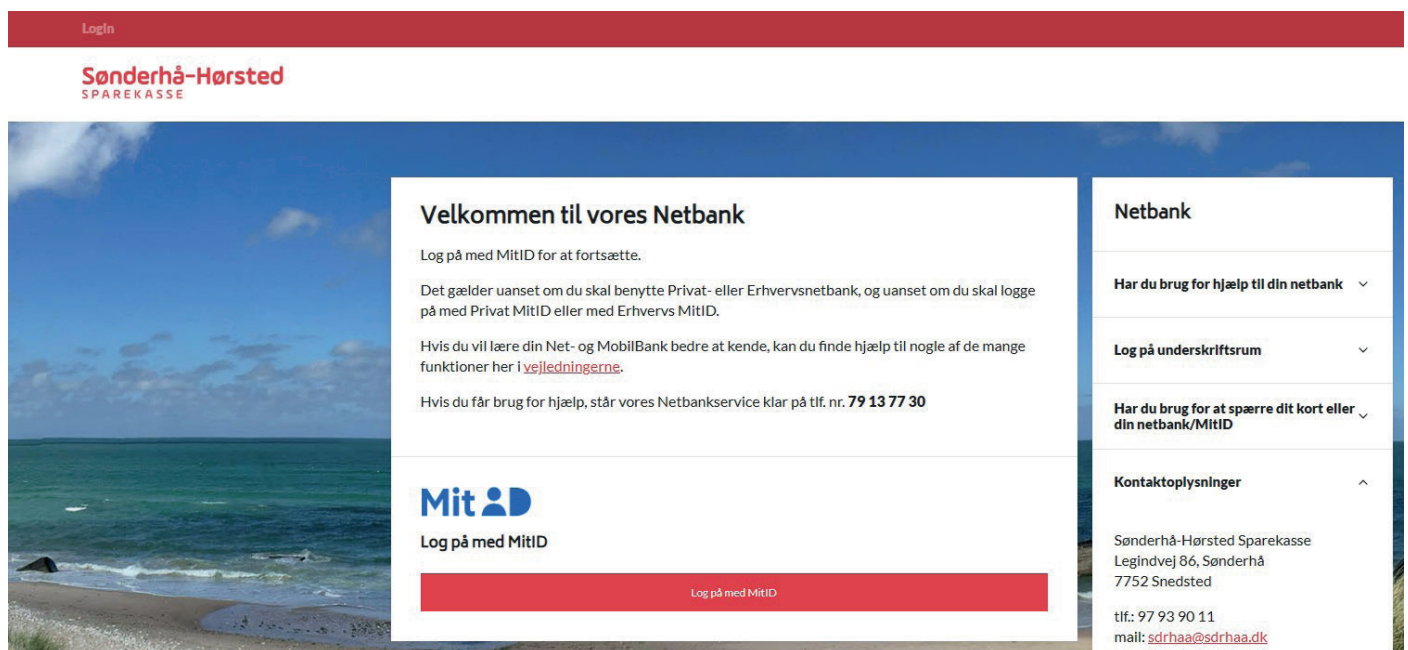 Login
Sønderhå-Hørsted
SPAREKASSE
Velkommen til vores Netbank
Log på med MitID for at fortsætte.
Det gælder uanset om du skal benytte Privat- eller Erhvervsnetbank, og uanset om du skal logge
på med Privat MitID eller med Erhvervs MitID.
Hvis du vil lære din Net- og MobilBank bedre at kende, kan du finde hjælp til nogle af de mange
funktioner her i vejledningerne.
Hvis du får brug for hjælp, står vores Netbankservice klar på tlf. nr. 79 13 77 30
Mit D
Log på med MitID
Log på med MitID
Netbank
Har du brug for hjælp til din netbank
Log på underskriftsrum
Har du brug for at spærre dit kort eller
din netbank/MitID
Kontaktoplysninger
Sønderhå-Hørsted Sparekasse
Legindvej 86, Sønderhå
7752 Snedsted
tlf.: 97 93 90 11
mail: sdrhaa@sdrhaa.dk